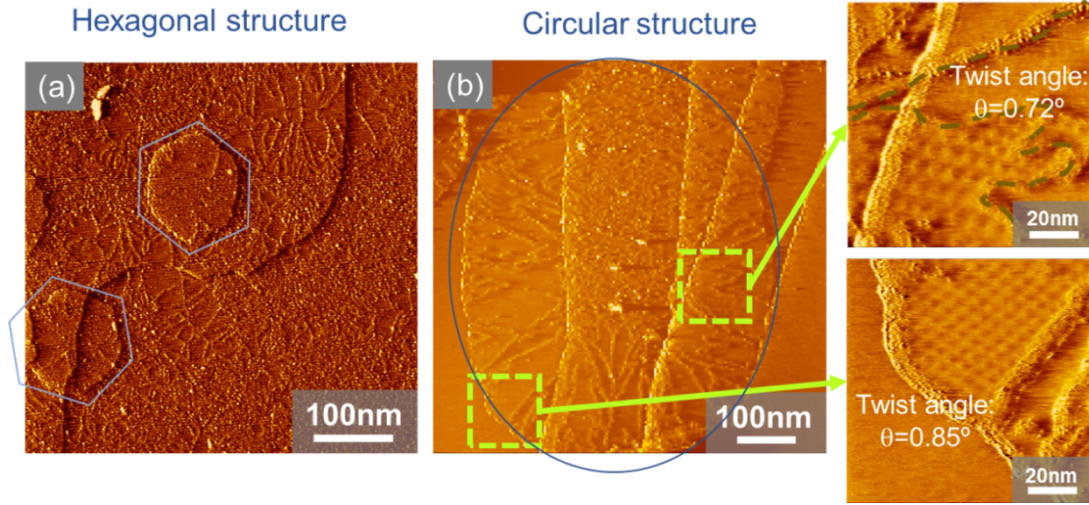 Hexagonal structure
Circular structure
(a)
100nm
(b)
100nm
Twist angle:
θ=0.72º
20nm
Twist angle:
θ=0.85º
20nm